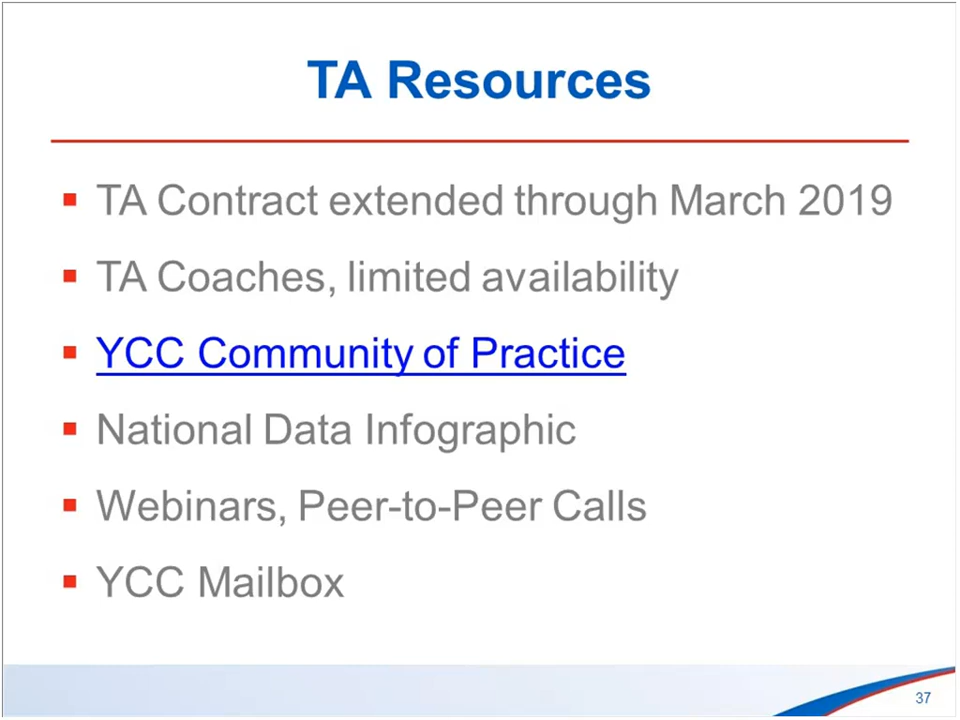 TA Resources
TA Contract extended through March 2019
TA Coaches, limited availability
YCC Community of Practice
National Data Infographic
Webinars, Peer-to-Peer Calls
YCC Mailbox
37